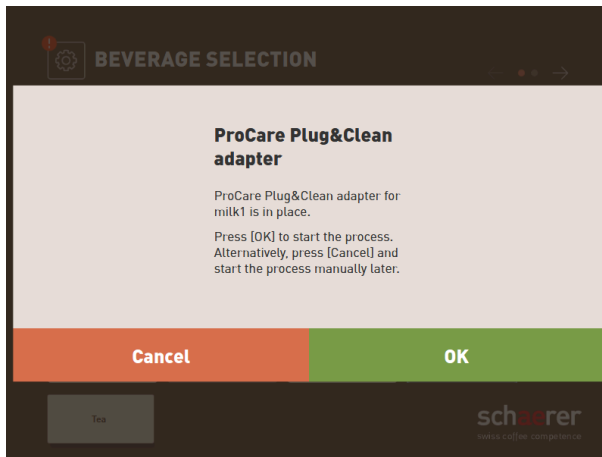 !
BEVERAGE SELECTION
ProCare Plug&Clean
adapter
ProCare Plug&Clean adapter for
milk1 is in place.
Press [OK] to start the process.
Alternatively, press [Cancel] and
start the process manually later.
Cancel
OK
Tea
schaerer
swiss coffee competence